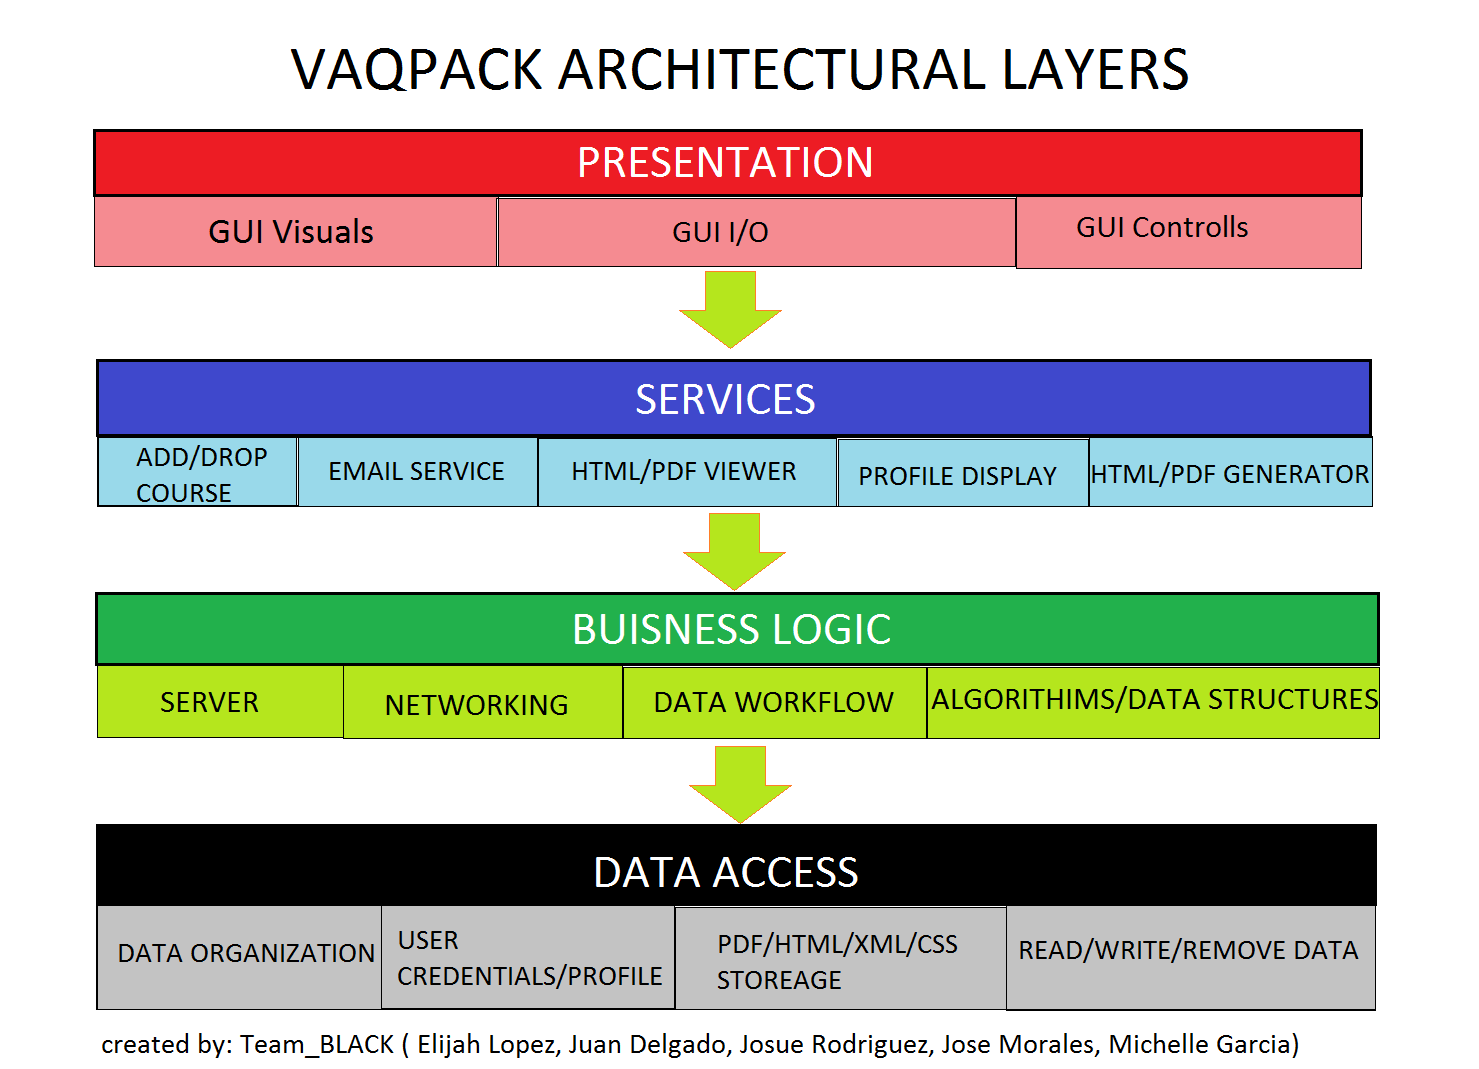 VAQPACK ARCHITECTURAL LAYERS
PRESENTATION
GUI Visuals
GUI I/O
GUI Controlls
SERVICES
ADD/DROP
COURSE
EMAIL SERVICE
HTML/PDF VIEWER
PROFILE DISPLAY
HTML/PDF GENERATOR
BUISNESS LOGIC
SERVER
NETWORKING
DATA WORKFLOW
ALGORITHIMS/DATA STRUCTURES
DATA ACCESS
DATA ORGANIZATION
USER
CREDENTIALS/PROFILE
PDF/HTML/XML/CSS
STOREAGE
READ/WRITE/REMOVE DATA
created by: Team_BLACK ( Elijah Lopez, Juan Delgado, Josue Rodriguez, Jose Morales, Michelle Garcia)